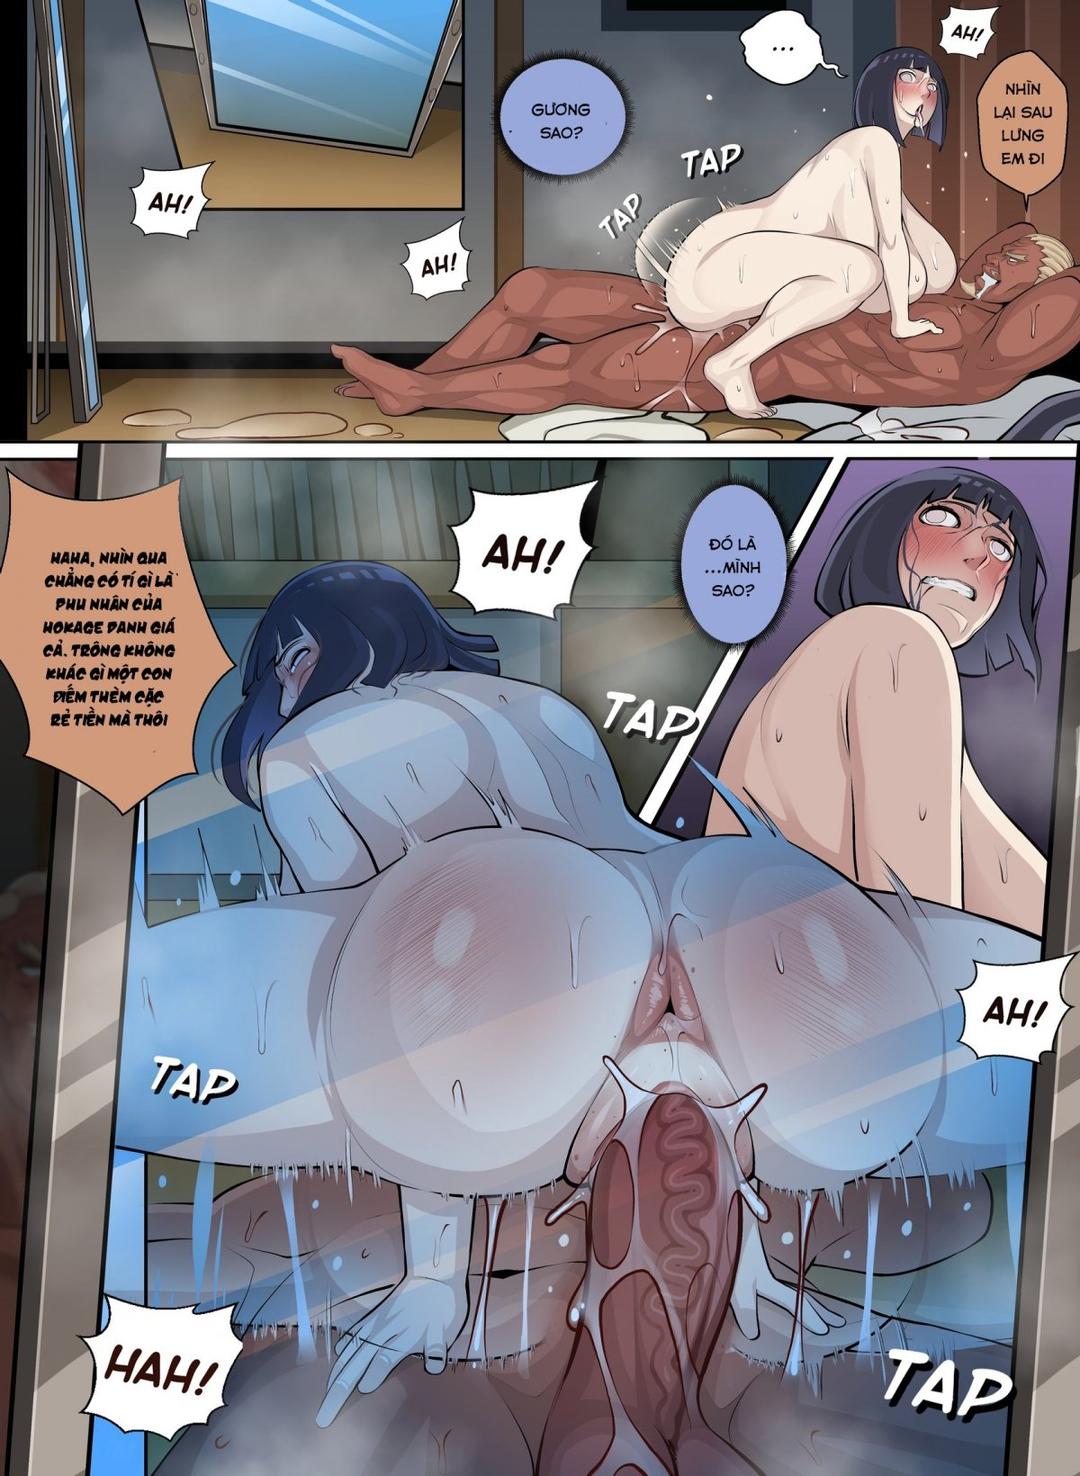 ...
AH!
NHÌN
LẠI SAU
LƯNG
EM ĐI
GƯƠNG
SAO?
TAP
TAP
AH!
AH!
HAHA, NHÌN QUA
CHẲNG CÓ TÍ GÌ LÀ
PHU NHÂN CỦA
HOKAGE DANH GIÁ
CẢ. TRÔNG KHÔNG
KHÁC GÌ MỘT CON
ĐIẾM THÈM CẶC
RẺ TIỀN MÀ THÔI
AH!
ĐÓ LÀ
...MÌNH
SAO?
TAP
AH!
TAP
HAH!
TAP